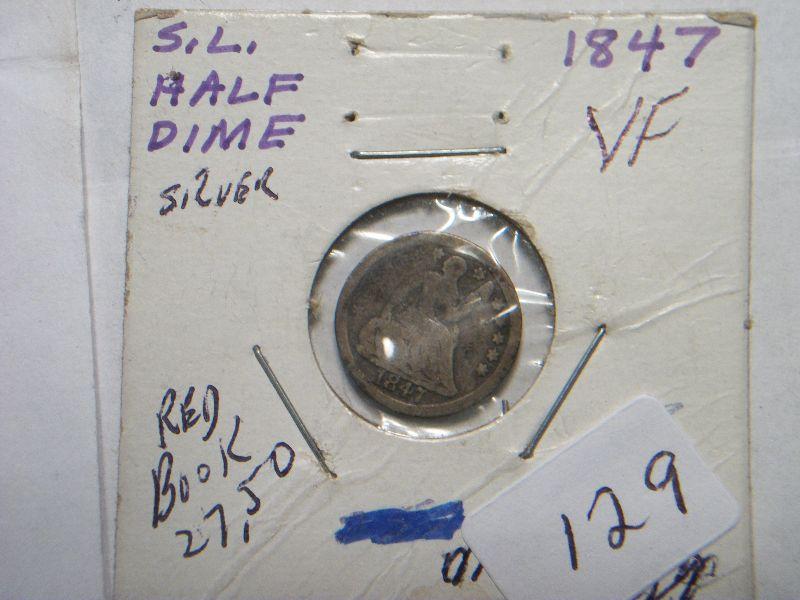 S.L.
HALF
DIME
SILVER
1847
VF
1847
RED
BOOK
27.50
129